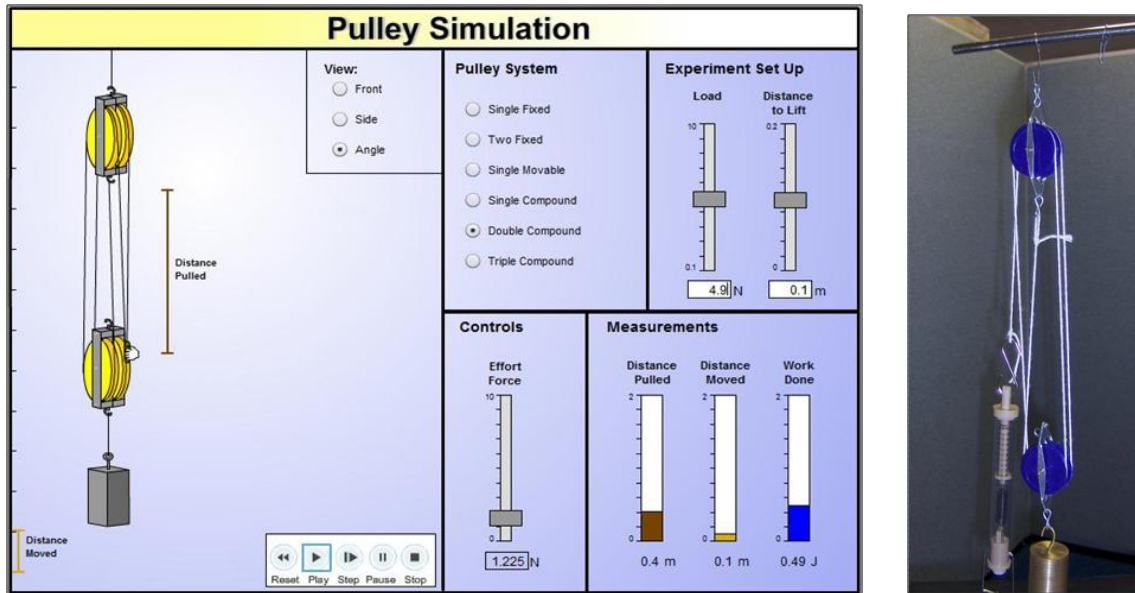 Pulley Simulation
View:
Front
Side
Angle
Distance
Pulled
Distance
Moved
Reset Play Step Pause Stop
Pulley System
Single Fixed
Two Fixed
Single Movable
Single Compound
Double Compound
Triple Compound
Experiment Set Up
Load
10
0.1
4.9 N
Distance
to Lift
0.2
0
0.1 m
Controls
Effort
Force
10
0
1.225 N
Measurements
Distance
Pulled
2
0
0.4 m
Distance
Moved
2
0
0.1 m
Work
Done
2
0
0.49 J